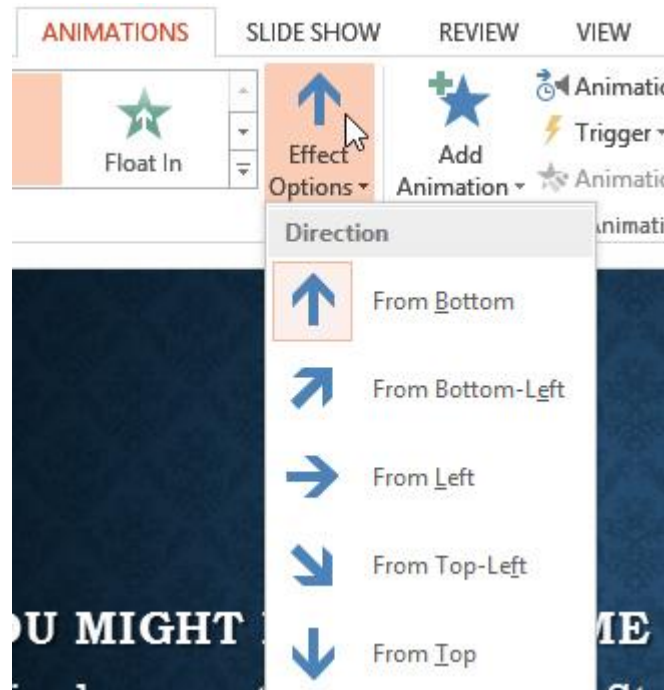 ANIMATIONS SLIDE SHOW REVIEW VIEW
Float In
Effect
Options
Add
Animation
Trigger
Direction
From Bottom
From Bottom-Left
From Left
From Top-Left
From Top
MIGHT